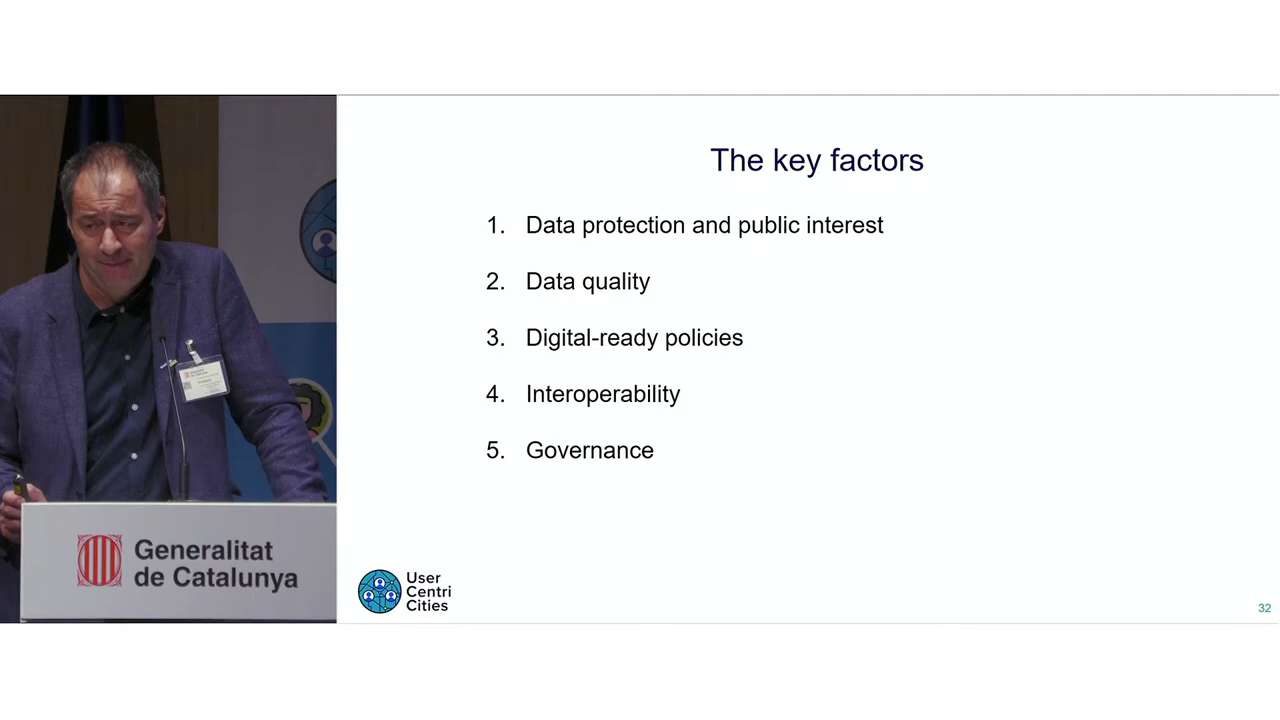 The key factors
1. Data protection and public interest
2. Data quality
3. Digital-ready policies
4. Interoperability
5. Governance
Generalitat
de Catalunya
User
Centri
Cities
32